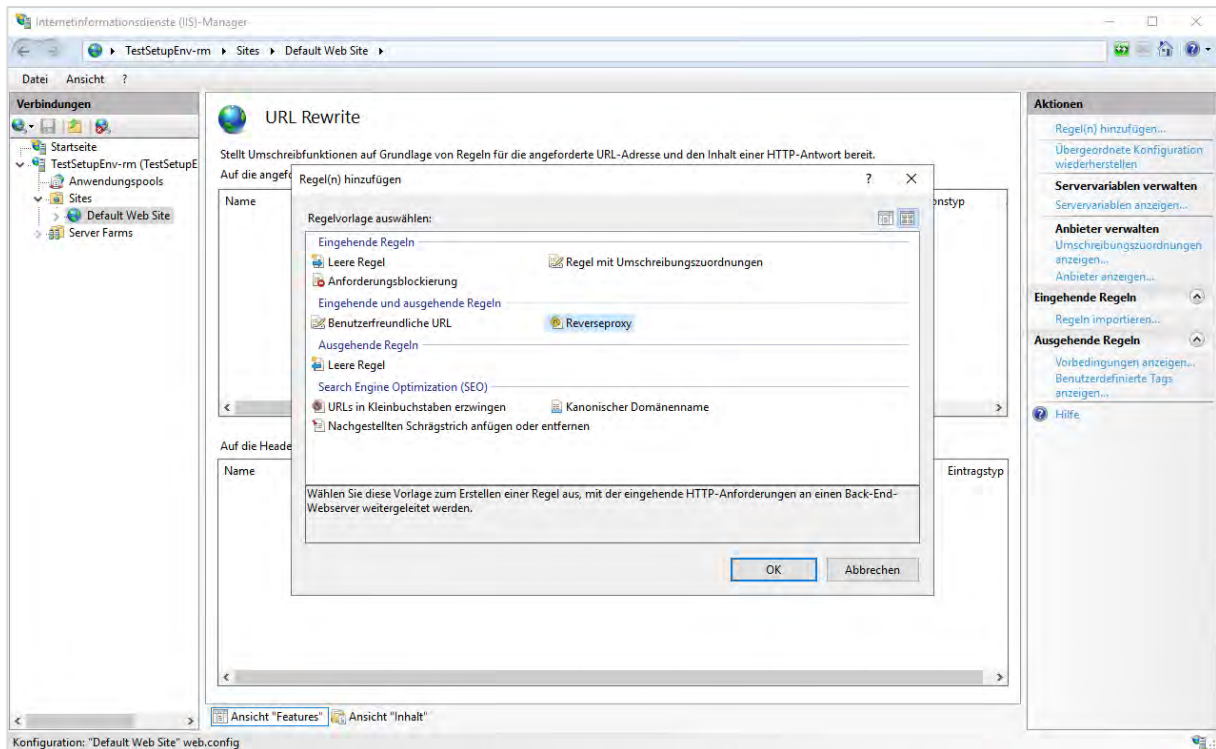 Internetinformationsdienste (IIS)-Manager
TestSetupEnv-rm Sites Default Web Site
Datei Ansicht ?
Verbindungen
Startseite
TestSetupEnv-rm (TestSetupE
Anwendungspools
Sites
Default Web Site
Server Farms
URL Rewrite
Stellt Umschreibfunktionen auf Grundlage von Regeln für die angeforderte URL-Adresse und den Inhalt einer HTTP-Antwort bereit.
Auf die angefo
Name
onstyp
Regel(n) hinzufügen
? 
Regelvorlage auswählen:
Eingehende Regeln
Leere Regel
Regel mit Umschreibungszuordnungen
Anforderungsblockierung
Eingehende und ausgehende Regeln
Benutzerfreundliche URL
Reverseproxy
Ausgehende Regeln
Leere Regel
Search Engine Optimization (SEO)
URLs in Kleinbuchstaben erzwingen
Kanonischer Domänenname
Nachgestellten Schrägstrich anfügen oder entfernen
Wählen Sie diese Vorlage zum Erstellen einer Regel aus, mit der eingehende HTTP-Anforderungen an einen Back-End-
Webserver weitergeleitet werden.
OK
Abbrechen
Auf die Heade
Name
Eintragstyp
Ansicht "Features"
Ansicht "Inhalt"
Aktionen
Regel(n) hinzufügen...
Übergeordnete Konfiguration
wiederherstellen
Servervariablen verwalten
Servervariablen anzeigen...
Anbieter verwalten
Umschreibungszuordnungen
anzeigen...
Anbieter anzeigen...
Eingehende Regeln
Regeln importieren...
Ausgehende Regeln
Vorbedingungen anzeigen...
Benutzerdefinierte Tags
anzeigen...
Hilfe
Konfiguration: "Default Web Site" web.config